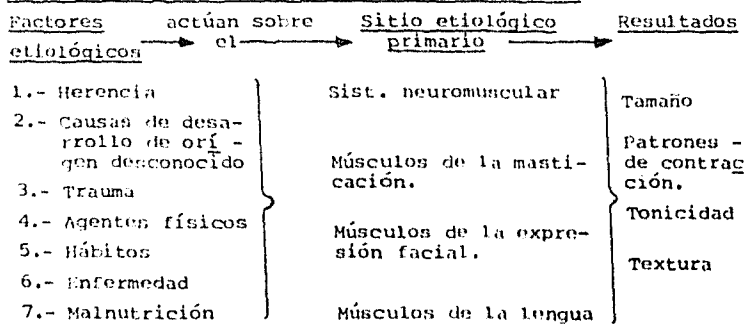 Factores actúan sobre Sitio etiológico Resultados
etiológicos el primario
1.- Herencia
2.- Causas de desa-
rrollo de orí -
gen desconocido
3.- Trauma
4.- Agentes físicos
5.- Hábitos
6.- Enfermedad
7.- Malnutrición
Sist. neuromuscular
Músculos de la masti-
cación.
Músculos de la expre-
sión facial.
Músculos de la lengua
Tamaño
Patrones -
de contrac
ción.
Tonicidad
Textura